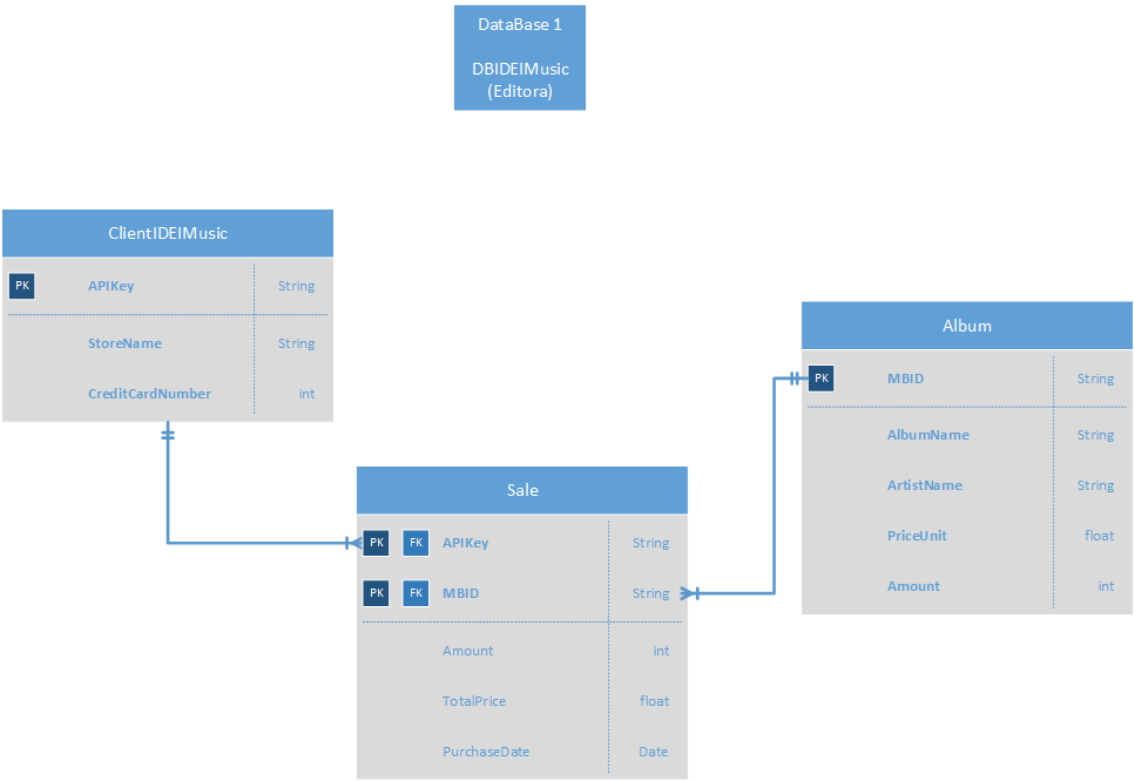 DataBase 1
DBIDEIMusic
(Editora)
ClientIDEIMusic
PK APIKey String
StoreName String
CreditCardNumber int
Album
PK MBID String
AlbumName String
ArtistName String
PriceUnit float
Amount int
Sale
PK FK APIKey String
PK FK MBID String
Amount int
TotalPrice float
PurchaseDate Date